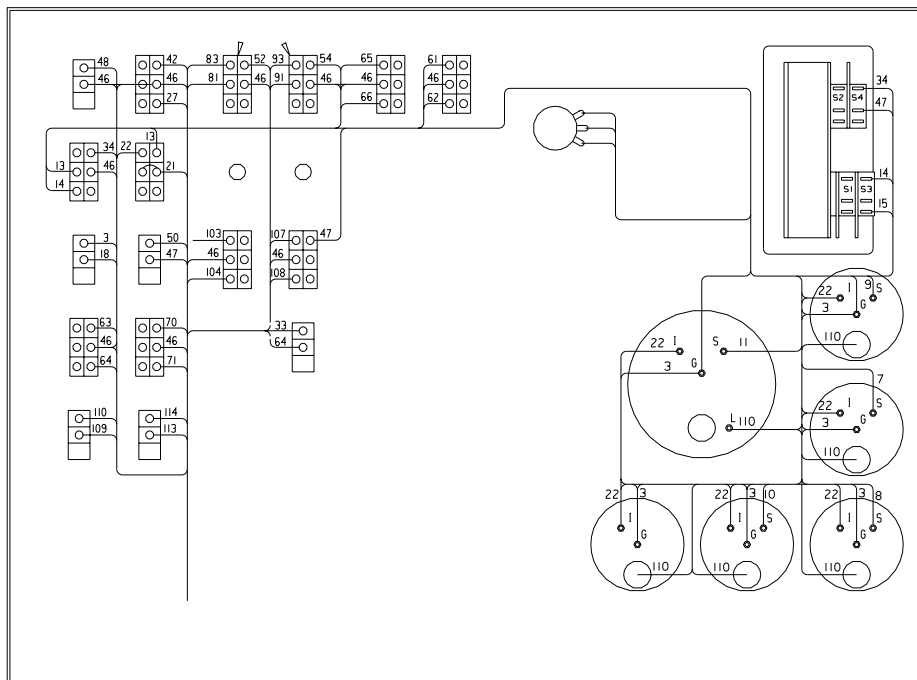 48 42 83 52 93 54 65 61
46 46 81 46 91 46 46 46
27 66 62
S2 S4 34
47
13
34 22
13 46 21
14
S1 S3 14
15
3 50 103 107 47
18 47 46 46
104 108
22 I 9 S
3 G
110
63 70 33
46 46 64
64 71
22 I S 11
3 G
7
22 I S
3 G
L 110
110
110 114
109 113
22 3 22 3 10 22 3 8
I I S I S
G G G
110 110 110